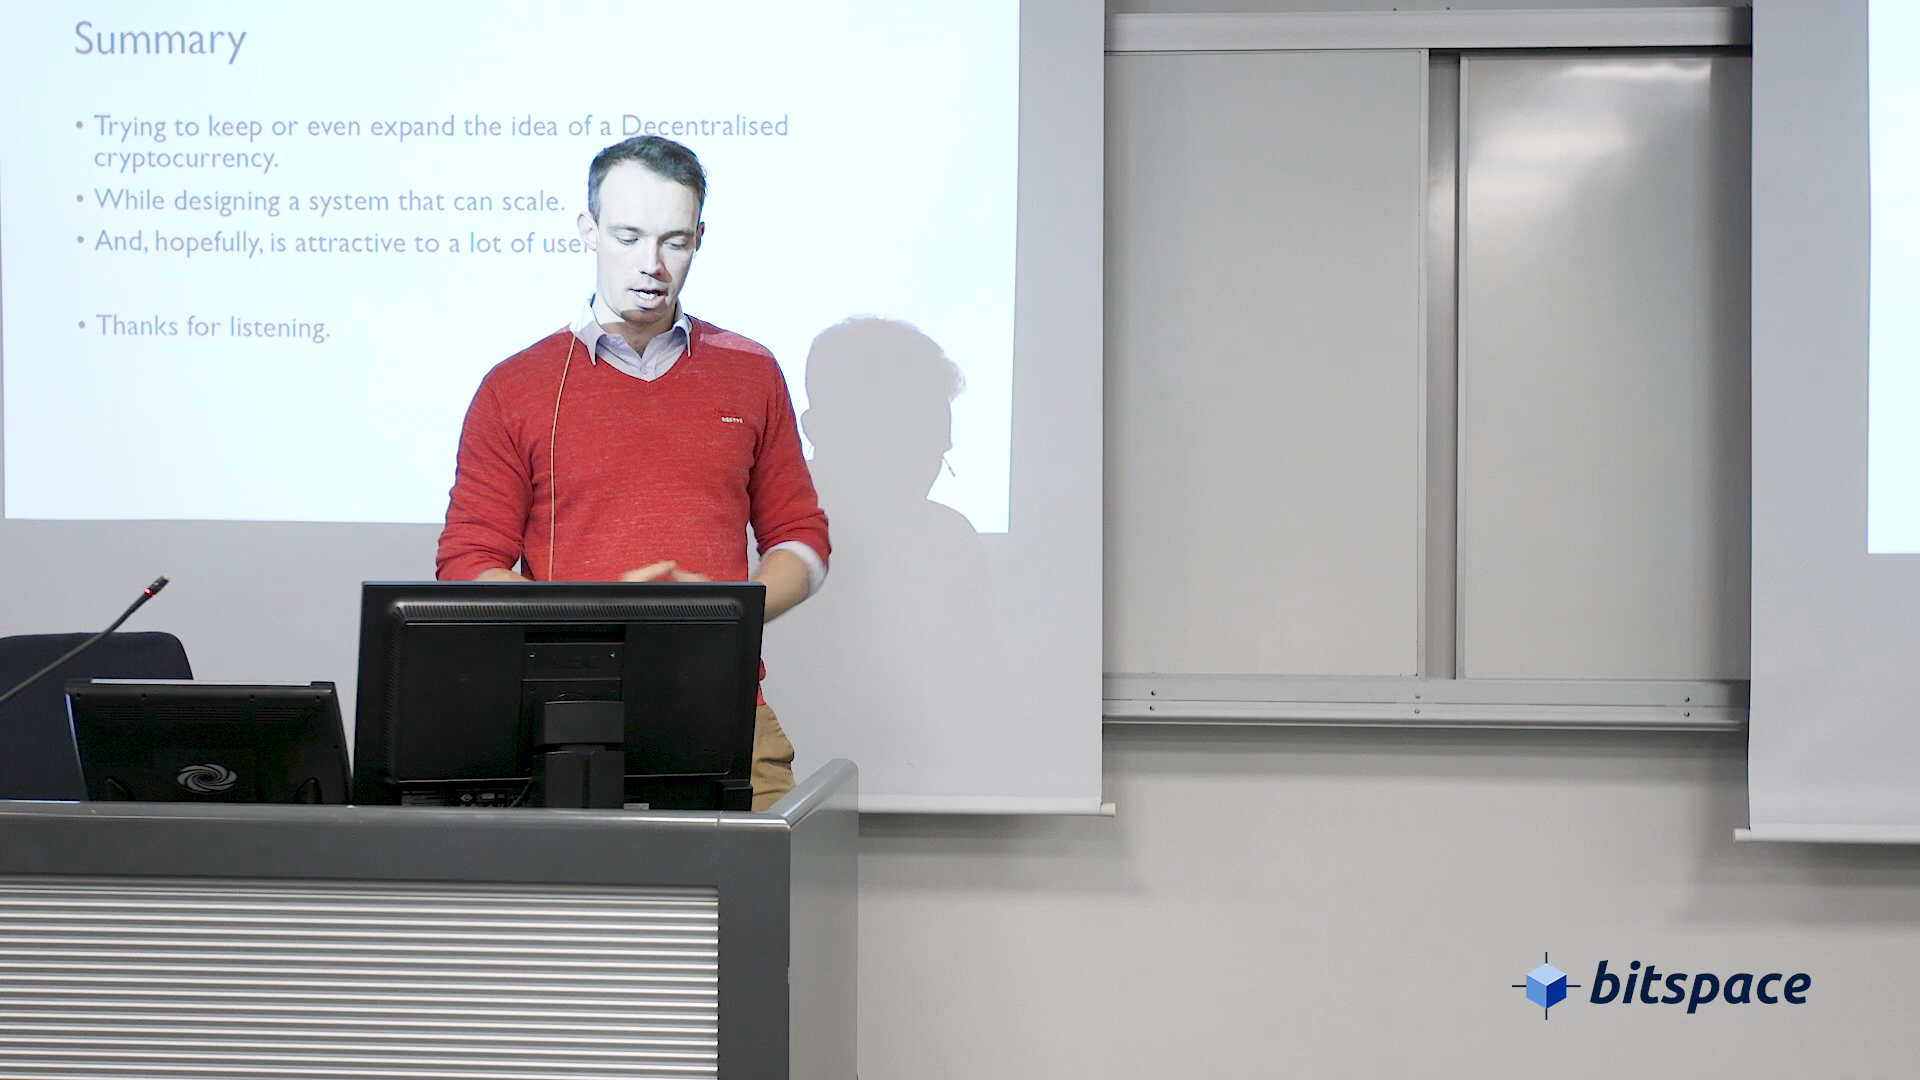 Summary
• Trying to keep or even expand the idea of a Decentralised
cryptocurrency.
• While designing a system that can scale.
• And, hopefully, is attractive to a lot of
• Thanks for listening.
bitspace